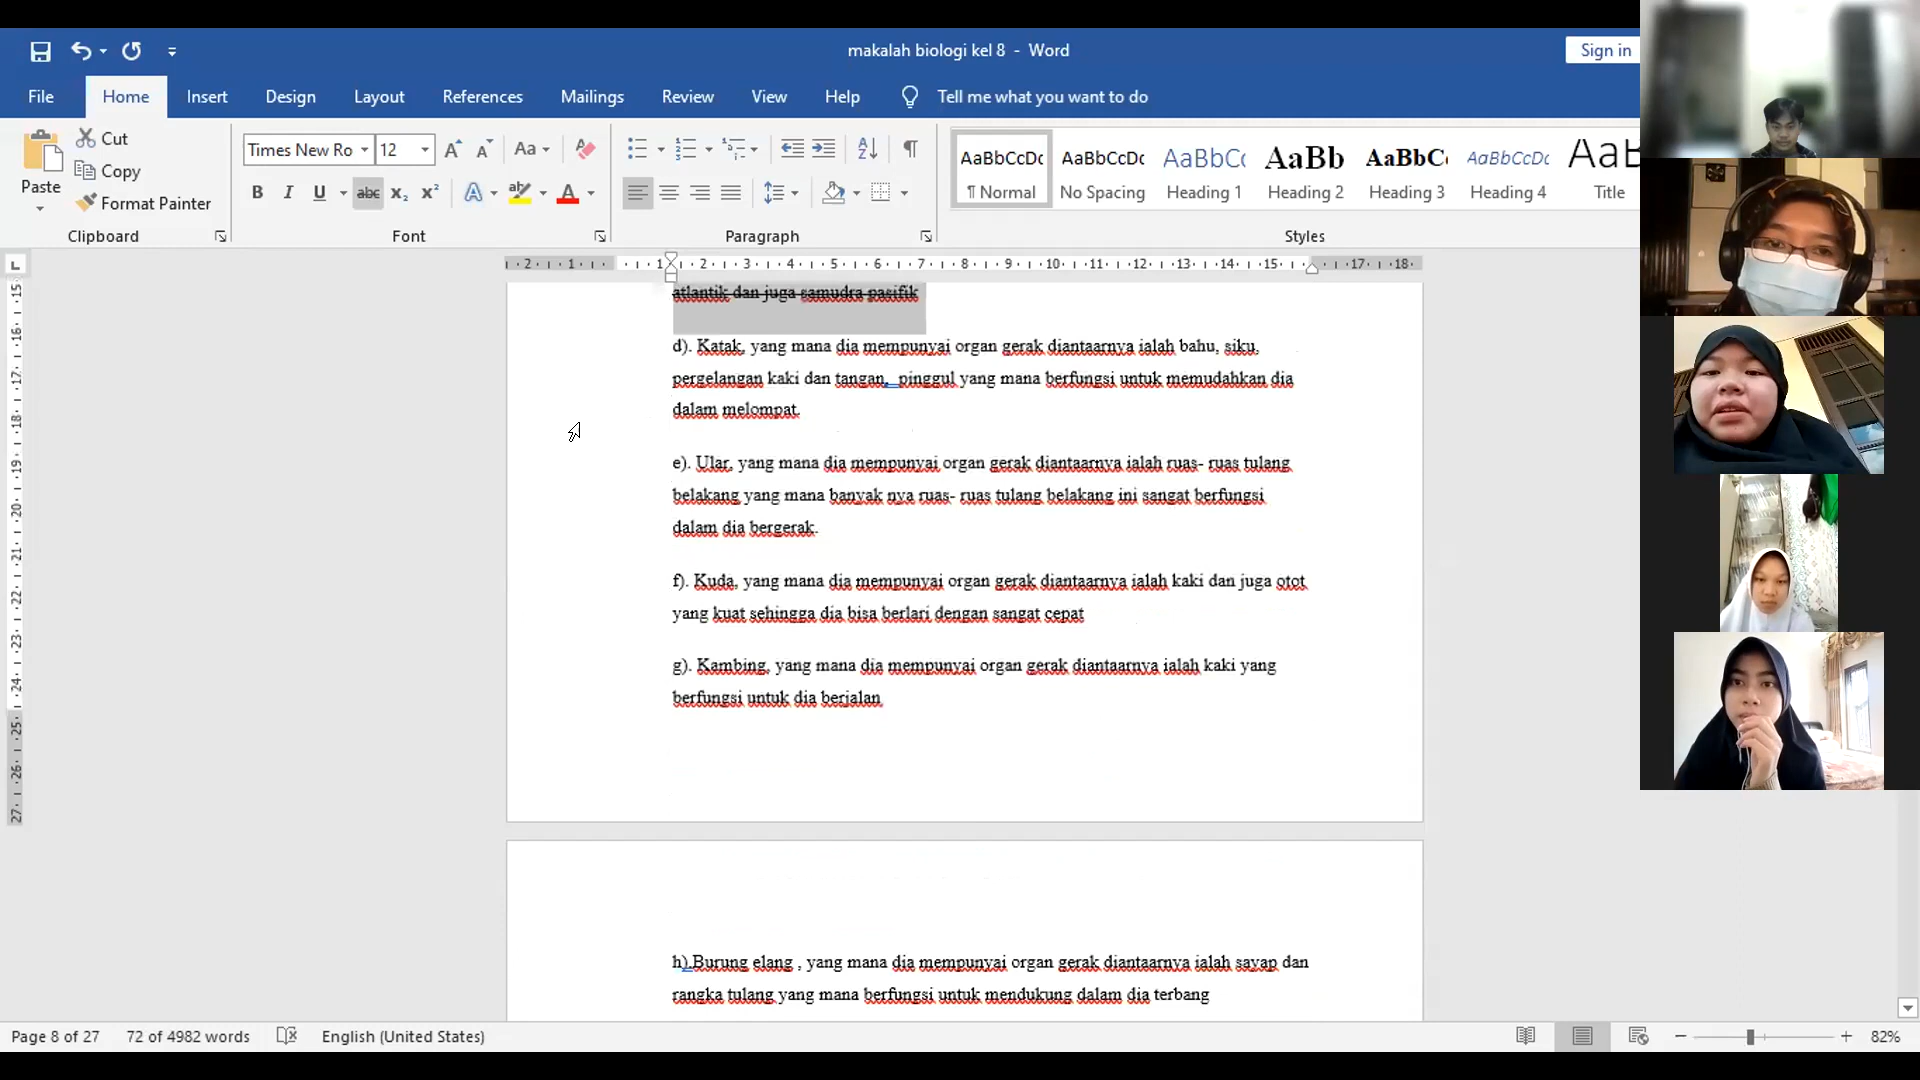 makalah biologi kel 8 - Word
Sign in
File Home Insert Design Layout References Mailings Review View Help Tell me what you want to do
Paste
Cut
Copy
Format Painter
Clipboard
Times New Ro 12
Font
Paragraph
AaBbCcDc AaBbCcDc AaBbC AaBb AaBbC AaBbCcDc AaB
¶ Normal No Spacing Heading 1 Heading 2 Heading 3 Heading 4 Title
Styles
atlantik dan juga samudra pasifik
d). Katak, yang mana dia mempunyai organ gerak diantaarnya ialah bahu, siku,
pergelangan kaki dan tangan, pinggul yang mana berfungsi untuk memudahkan dia
dalam melompat.
e). Ular, yang mana dia mempunyai organ gerak diantaarnya ialah ruas- ruas tulang
belakang yang mana banyak nya ruas- ruas tulang belakang ini sangat berfungsi
dalam dia bergerak.
f). Kuda, yang mana dia mempunyai organ gerak diantaarnya ialah kaki dan juga otot
yang kuat sehingga dia bisa berlari dengan sangat cepat
g). Kambing, yang mana dia mempunyai organ gerak diantaarnya ialah kaki yang
berfungsi untuk dia berjalan
h).Burung elang , yang mana dia mempunyai organ gerak diantaarnya ialah sayap dan
rangka tulang yang mana berfungsi untuk mendukung dalam dia terbang
Page 8 of 27 72 of 4982 words English (United States) 82%